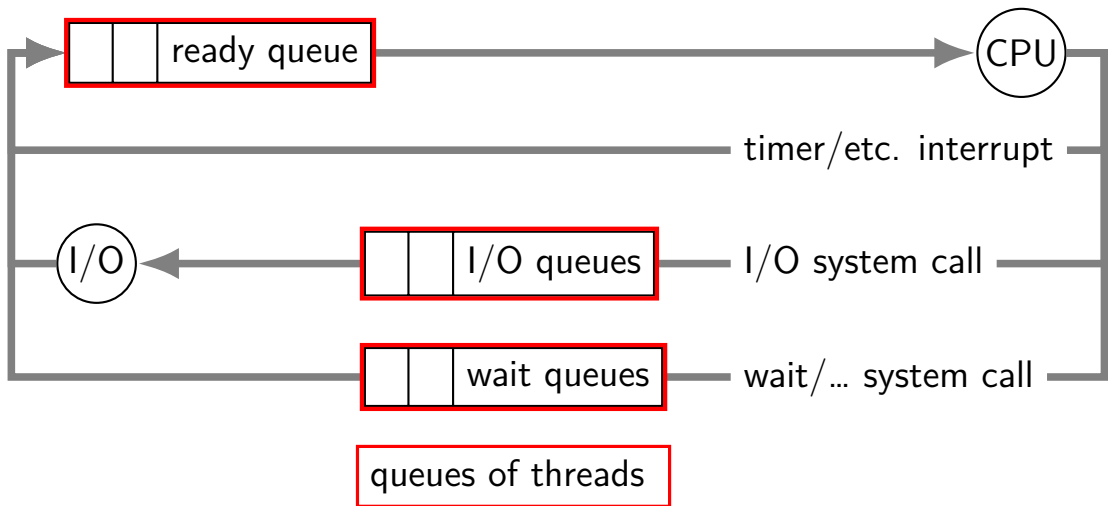 ready queue
CPU
timer/etc. interrupt
I/O
I/O queues
I/O system call
wait queues
wait/… system call
queues of threads